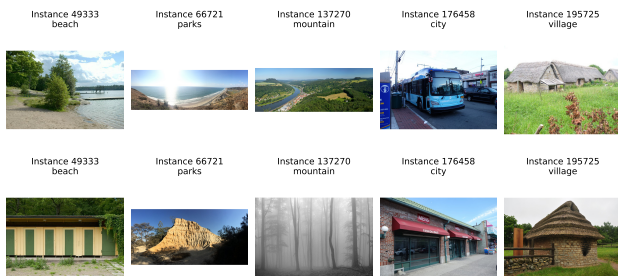 Instance 49333
beach
Instance 66721
parks
Instance 137270
mountain
Instance 176458
city
Instance 195725
village
Instance 49333
beach
Instance 66721
parks
Instance 137270
mountain
Instance 176458
city
Instance 195725
village